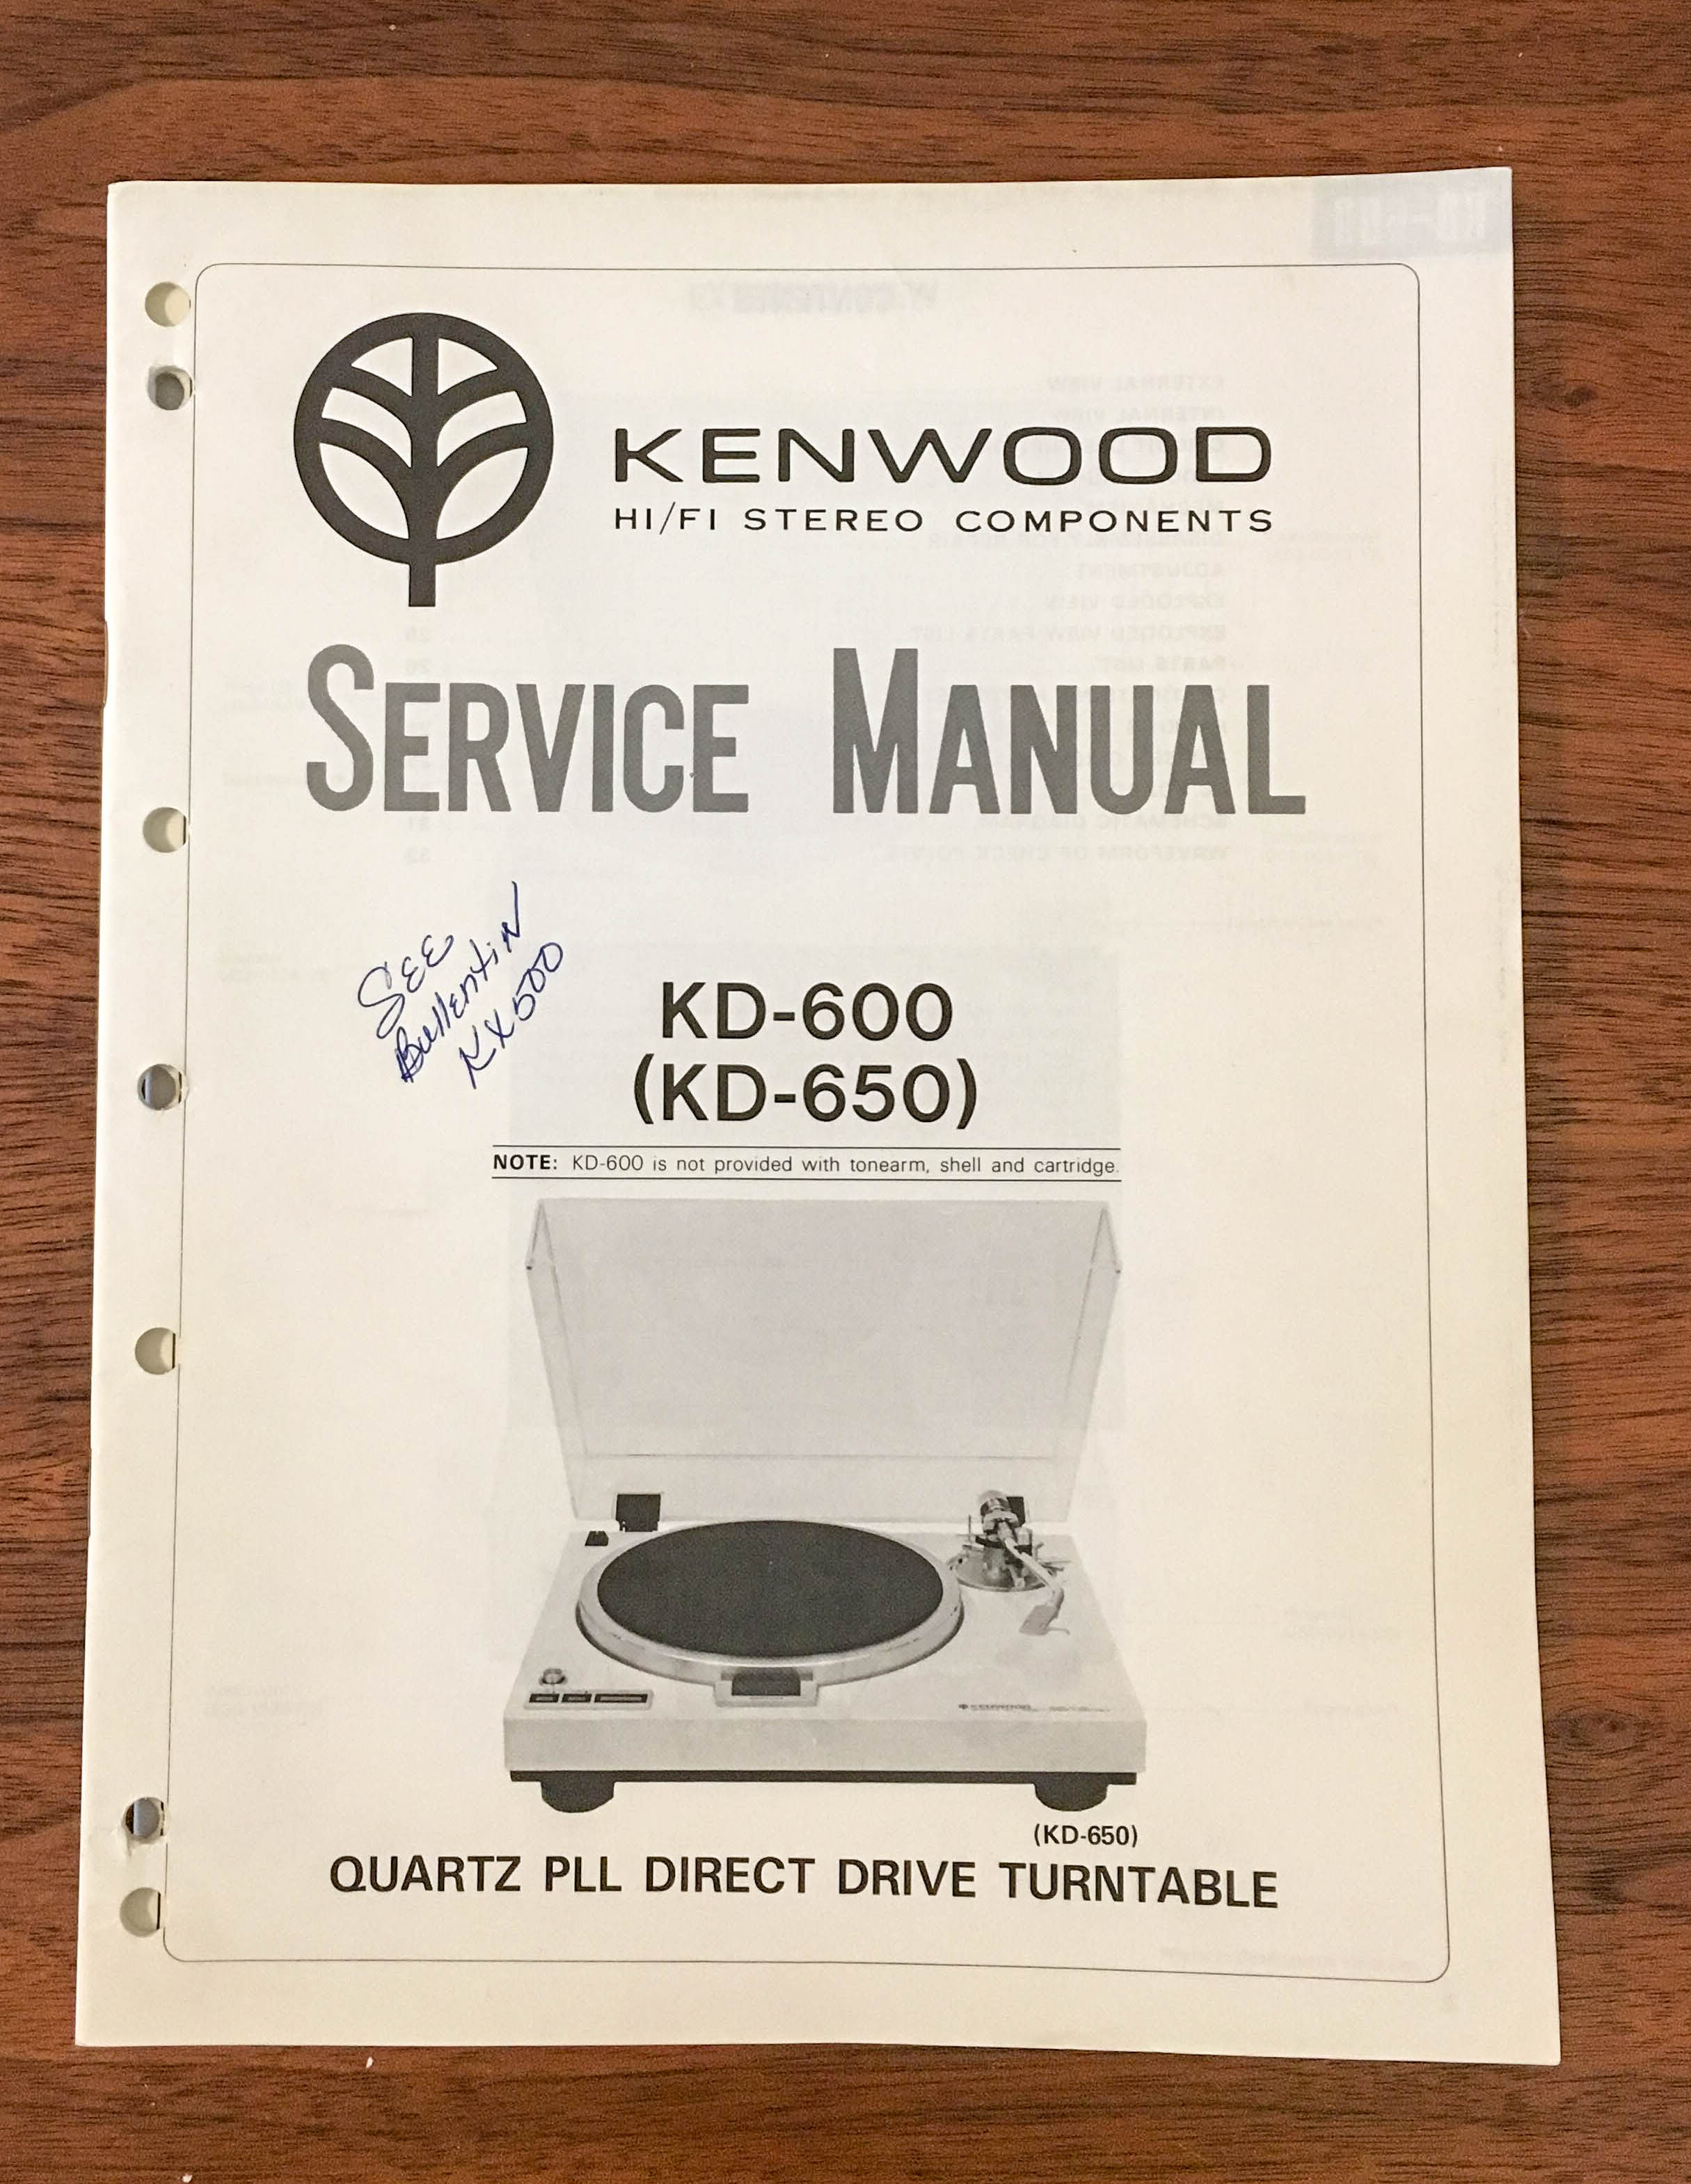 KENWOOD
HI/FI STEREO COMPONENTS
SERVICE MANUAL
SEE
Bullentin
KX500
KD-600
(KD-650)
NOTE: KD-600 is not provided with tonearm, shell and cartridge.
KENWOOD
(KD-650)
QUARTZ PLL DIRECT DRIVE TURNTABLE